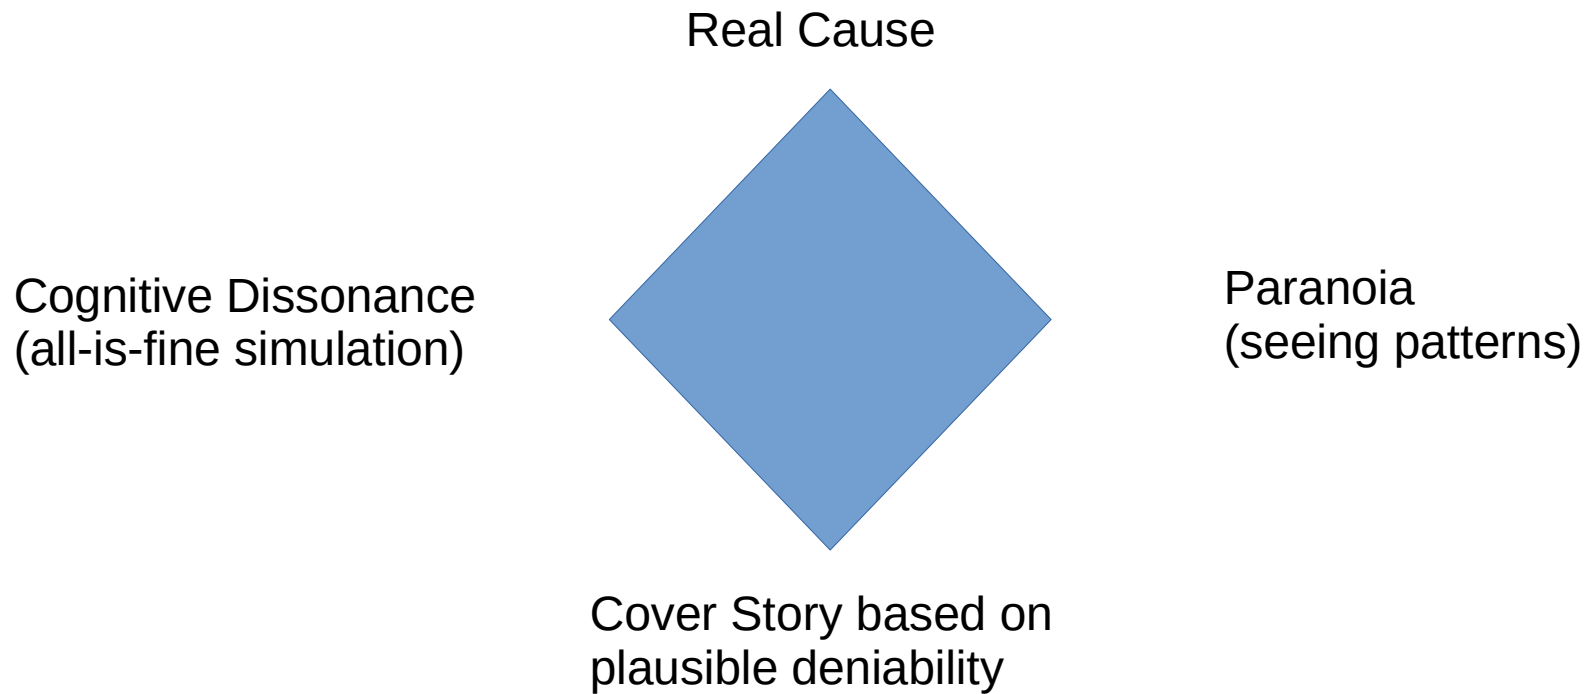 Real Cause
Cognitive Dissonance
(all-is-fine simulation)
Paranoia
(seeing patterns)
Cover Story based on
plausible deniability